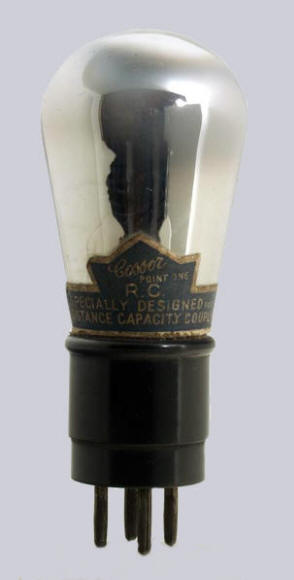 Cossor
POINT ONE
R.C.
SPECIALLY DESIGNED
STANCE CAPACITY COUPL